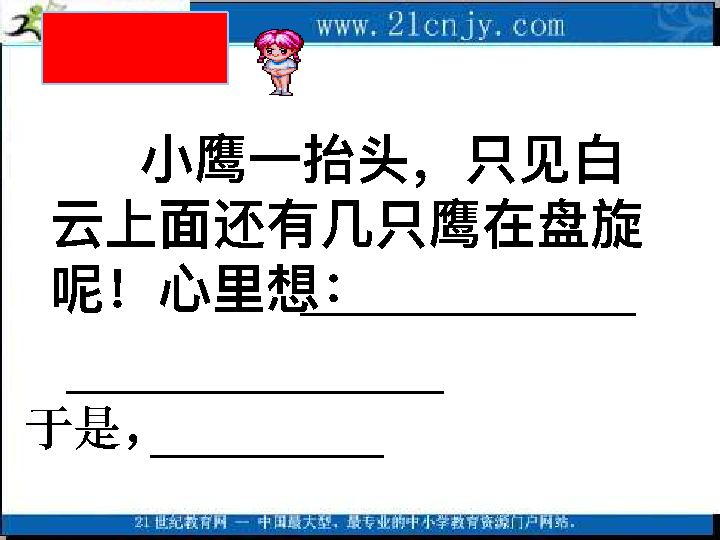 www.21cnjy.com
小鹰一抬头，只见白
云上面还有几只鹰在盘旋
呢！心里想：
于是，
21世纪教育网 — 中国最大型、最专业的中小学教育资源门户网站.